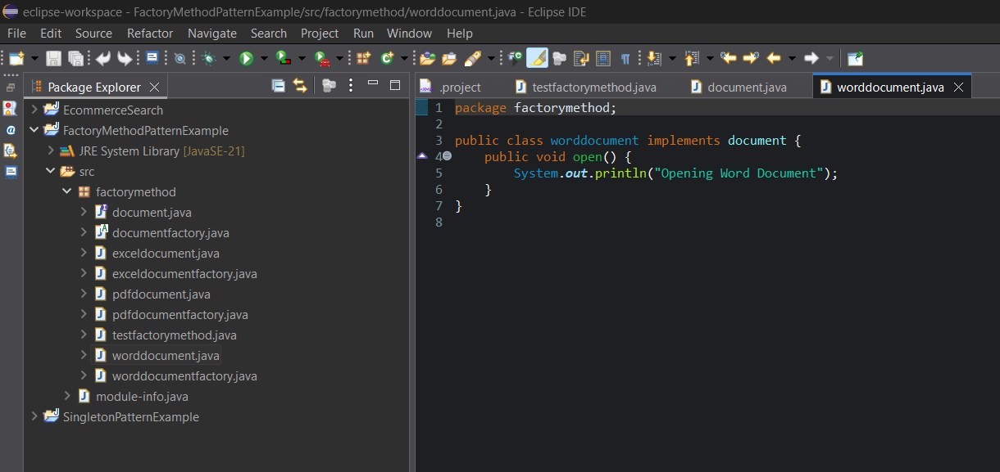 eclipse-workspace - FactoryMethodPatternExample/src/factorymethod/worddocument.java - Eclipse IDE
File Edit Source Refactor Navigate Search Project Run Window Help
Package Explorer
EcommerceSearch
FactoryMethodPatternExample
JRE System Library [JavaSE-21]
src
factorymethod
document.java
documentfactory.java
exceldocument.java
exceldocumentfactory.java
pdfdocument.java
pdfdocumentfactory.java
testfactorymethod.java
worddocument.java
worddocumentfactory.java
module-info.java
SingletonPatternExample
.project testfactorymethod.java document.java worddocument.java
1 package factorymethod;
2
3 public class worddocument implements document {
4 public void open() {
5 System.out.println("Opening Word Document");
6 }
7 }
8